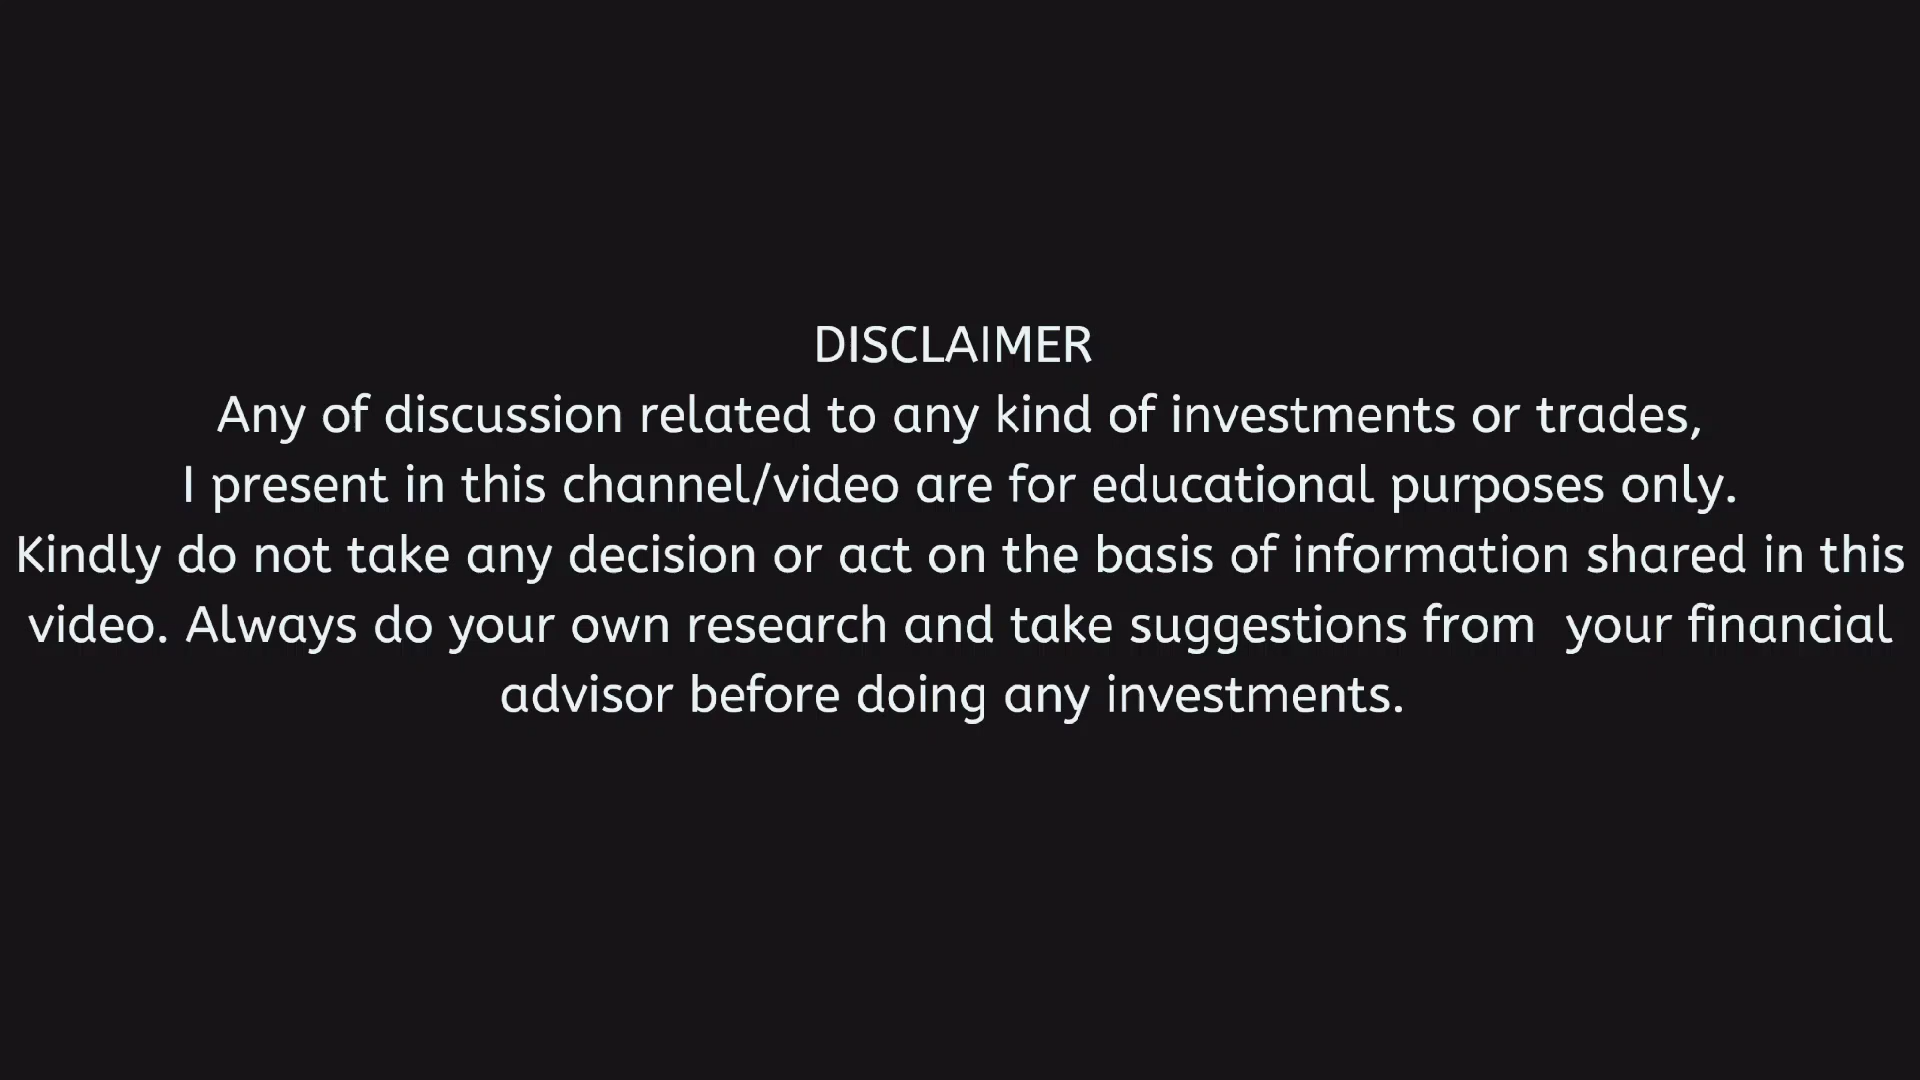 DISCLAIMER
Any of discussion related to any kind of investments or trades,
I present in this channel/video are for educational purposes only.
Kindly do not take any decision or act on the basis of information shared in this
video. Always do your own research and take suggestions from  your financial
advisor before doing any investments.